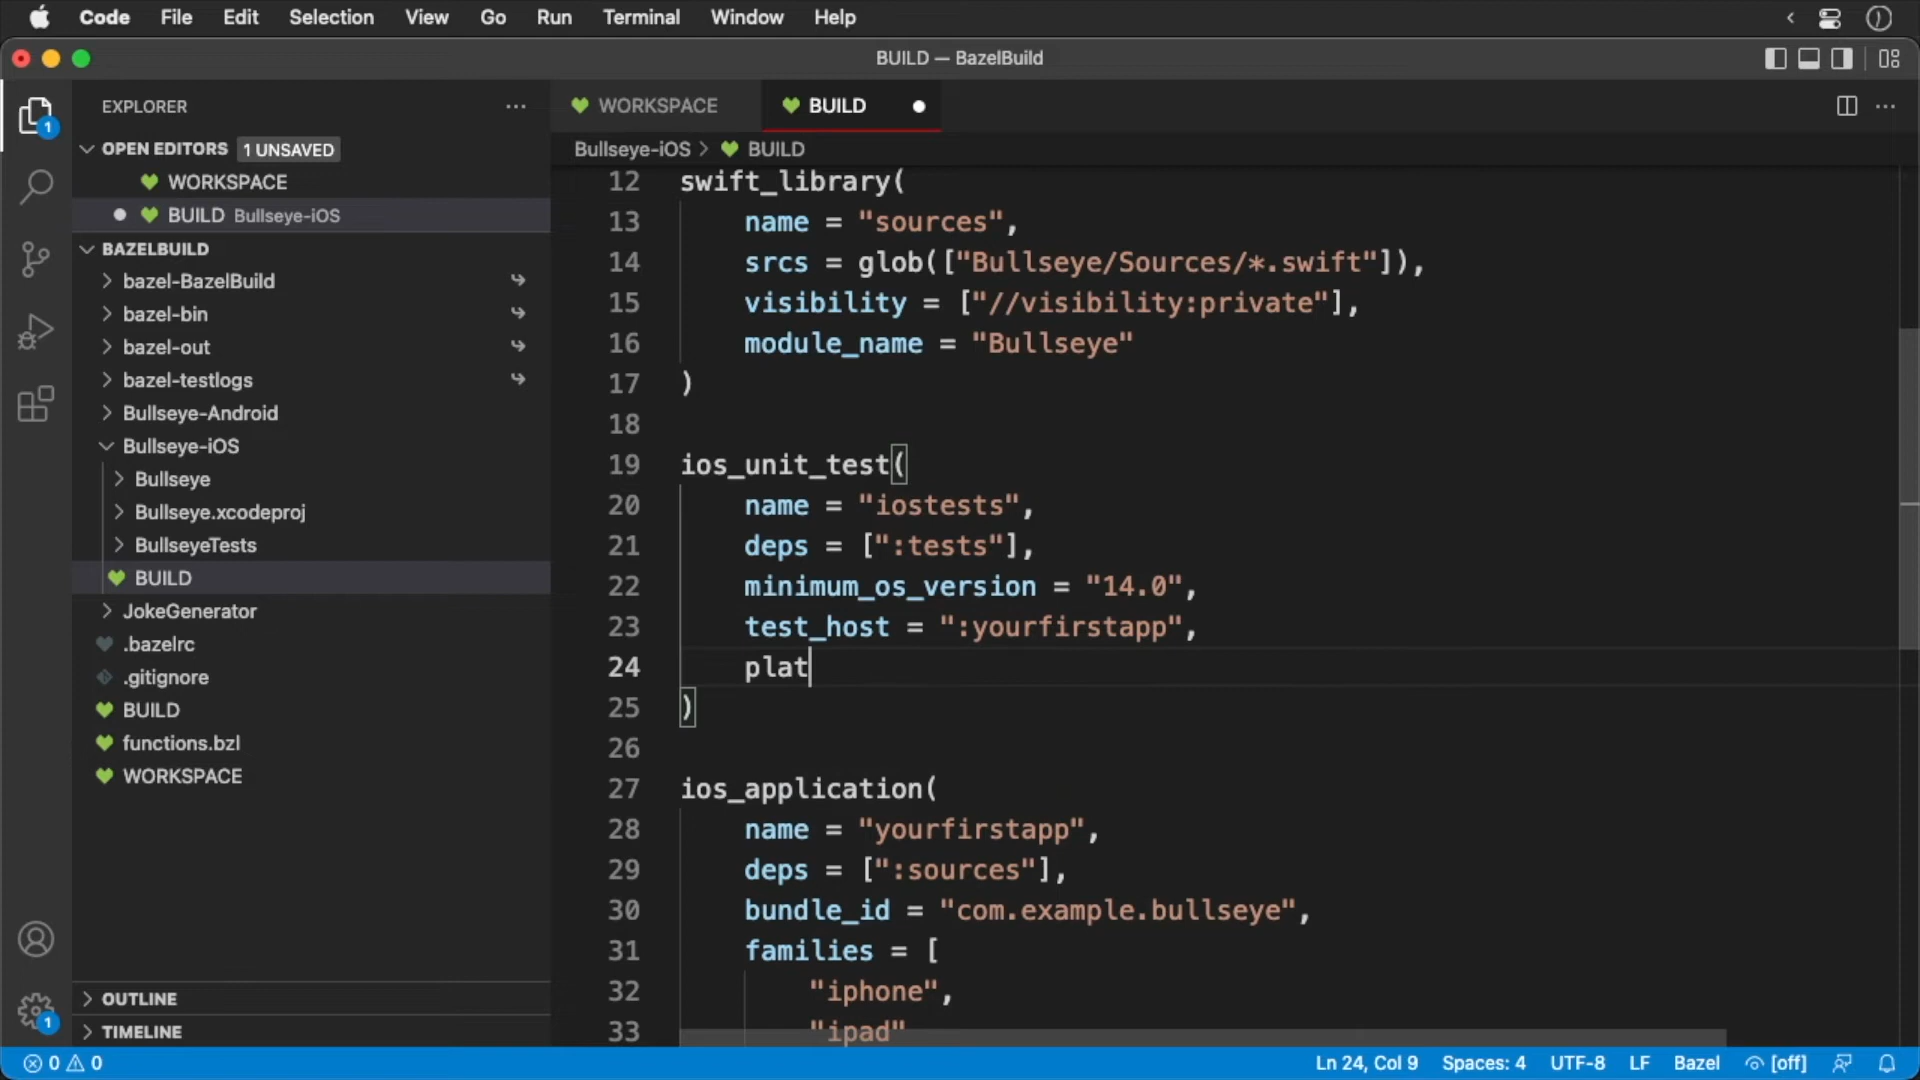 Code File Edit Selection View Go Run Terminal Window Help
BUILD — BazelBuild
EXPLORER
OPEN EDITORS 1 UNSAVED
WORKSPACE
BUILD Bullseye-iOS
BAZELBUILD
bazel-BazelBuild
bazel-bin
bazel-out
bazel-testlogs
Bullseye-Android
Bullseye-iOS
Bullseye
Bullseye.xcodeproj
BullseyeTests
BUILD
JokeGenerator
.bazelrc
.gitignore
BUILD
functions.bzl
WORKSPACE
OUTLINE
TIMELINE
1
1
WORKSPACE BUILD
Bullseye-iOS > BUILD
12 swift_library(
13 name = "sources",
14 srcs = glob(["Bullseye/Sources/*.swift"]),
15 visibility = ["//visibility:private"],
16 module_name = "Bullseye"
17 )
18
19 ios_unit_test(
20 name = "iostests",
21 deps = [":tests"],
22 minimum_os_version = "14.0",
23 test_host = ":yourfirstapp",
24 plat
25 )
26
27 ios_application(
28 name = "yourfirstapp",
29 deps = [":sources"],
30 bundle_id = "com.example.bullseye",
31 families = [
32 "iphone",
33 "ipad"
0 0 Ln 24, Col 9 Spaces: 4 UTF-8 LF Bazel [off]